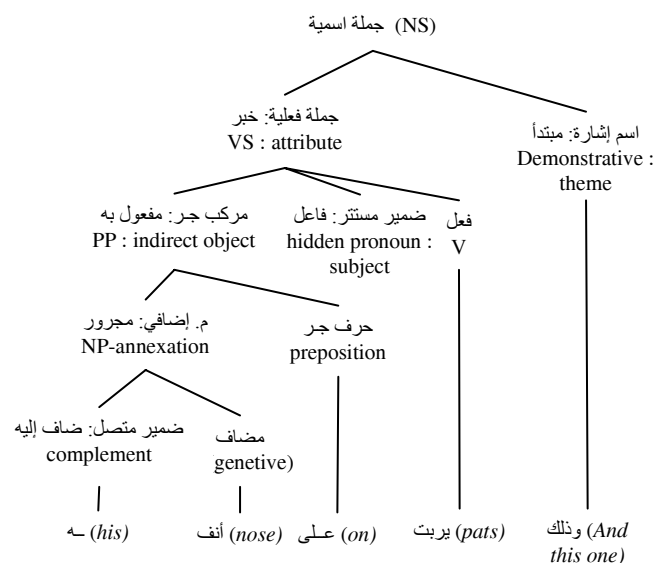 جملة اسمية (NS)
جملة فعلية: خبر
VS : attribute
اسم إشارة: مبتدأ
Demonstrative :
theme
مركب جر: مفعول به
PP : indirect object
ضمير مستتر: فاعل
hidden pronoun :
subject
فعل
V
م. إضافي: مجرور
NP-annexation
حرف جر
preposition
ضمير متصل: ضاف إليه
complement
مضاف
genetive)
ـه (his)
أنف (nose)
عـلى (on)
يربت (pats)
وذلك (And
this one)